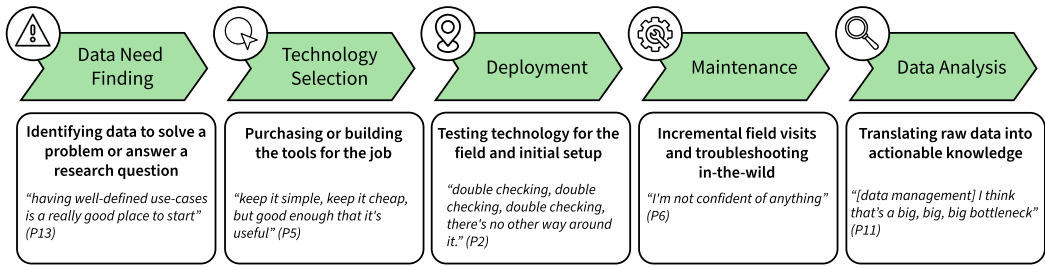 Data Need
Finding
Technology
Selection
Deployment
Maintenance
Data Analysis
Identifying data to solve a
problem or answer a
research question
“having well-defined use-cases
is a really good place to start”
(P13)
Purchasing or building
the tools for the job
“keep it simple, keep it cheap,
but good enough that it's
useful” (P5)
Testing technology for the
field and initial setup
“double checking, double
checking, double checking,
there's no other way around
it.” (P2)
Incremental field visits
and troubleshooting
in-the-wild
“I'm not confident of anything”
(P6)
Translating raw data into
actionable knowledge
“[data management] I think
that’s a big, big, big bottleneck”
(P11)